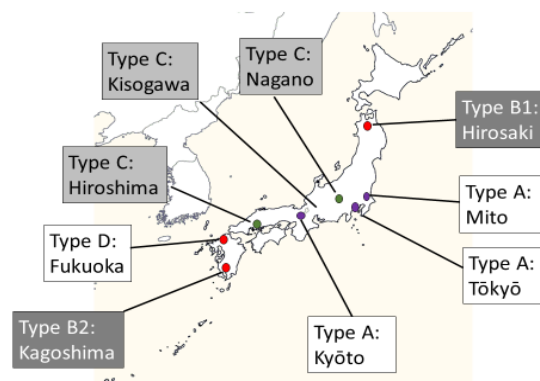 Type C:
Kisogawa
Type C:
Nagano
Type B1:
Hirosaki
Type C:
Hiroshima
Type A:
Mito
Type D:
Fukuoka
Type A:
Tōkyō
Type B2:
Kagoshima
Type A:
Kyōto